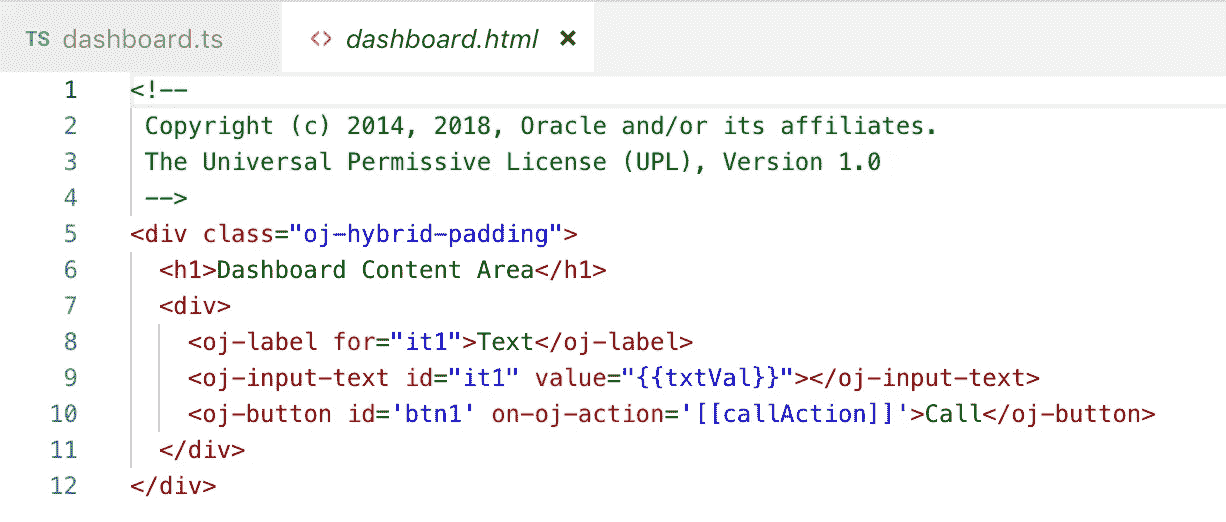 TS dashboard.ts <> dashboard.html ×
1 <!--
2 Copyright (c) 2014, 2018, Oracle and/or its affiliates.
3 The Universal Permissive License (UPL), Version 1.0
4 -->
5 <div class="oj-hybrid-padding">
6 <h1>Dashboard Content Area</h1>
7 <div>
8 <oj-label for="it1">Text</oj-label>
9 <oj-input-text id="it1" value="{{txtVal}}"></oj-input-text>
10 <oj-button id='btn1' on-oj-action='[[callAction]]'>Call</oj-button>
11 </div>
12 </div>